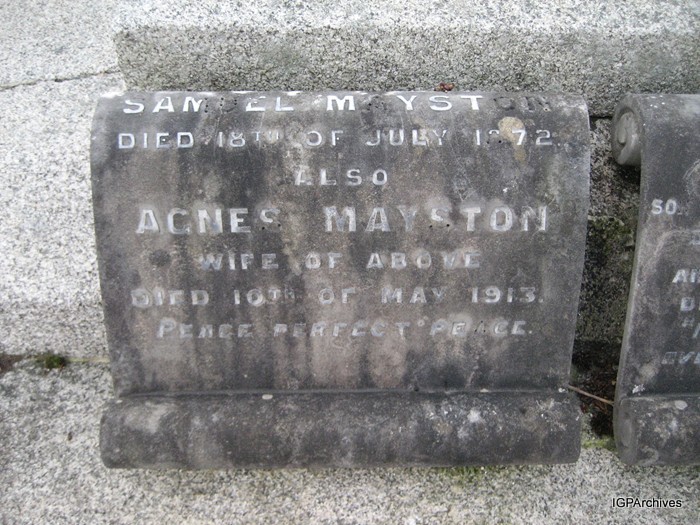 SAMUEL MAYSTON
DIED 18TH OF JULY 1872.
ALSO
AGNES MAYSTON
WIFE OF ABOVE
DIED 10TH OF MAY 1913.
PEACE PERFECT PEACE.
SO
IGPArchives